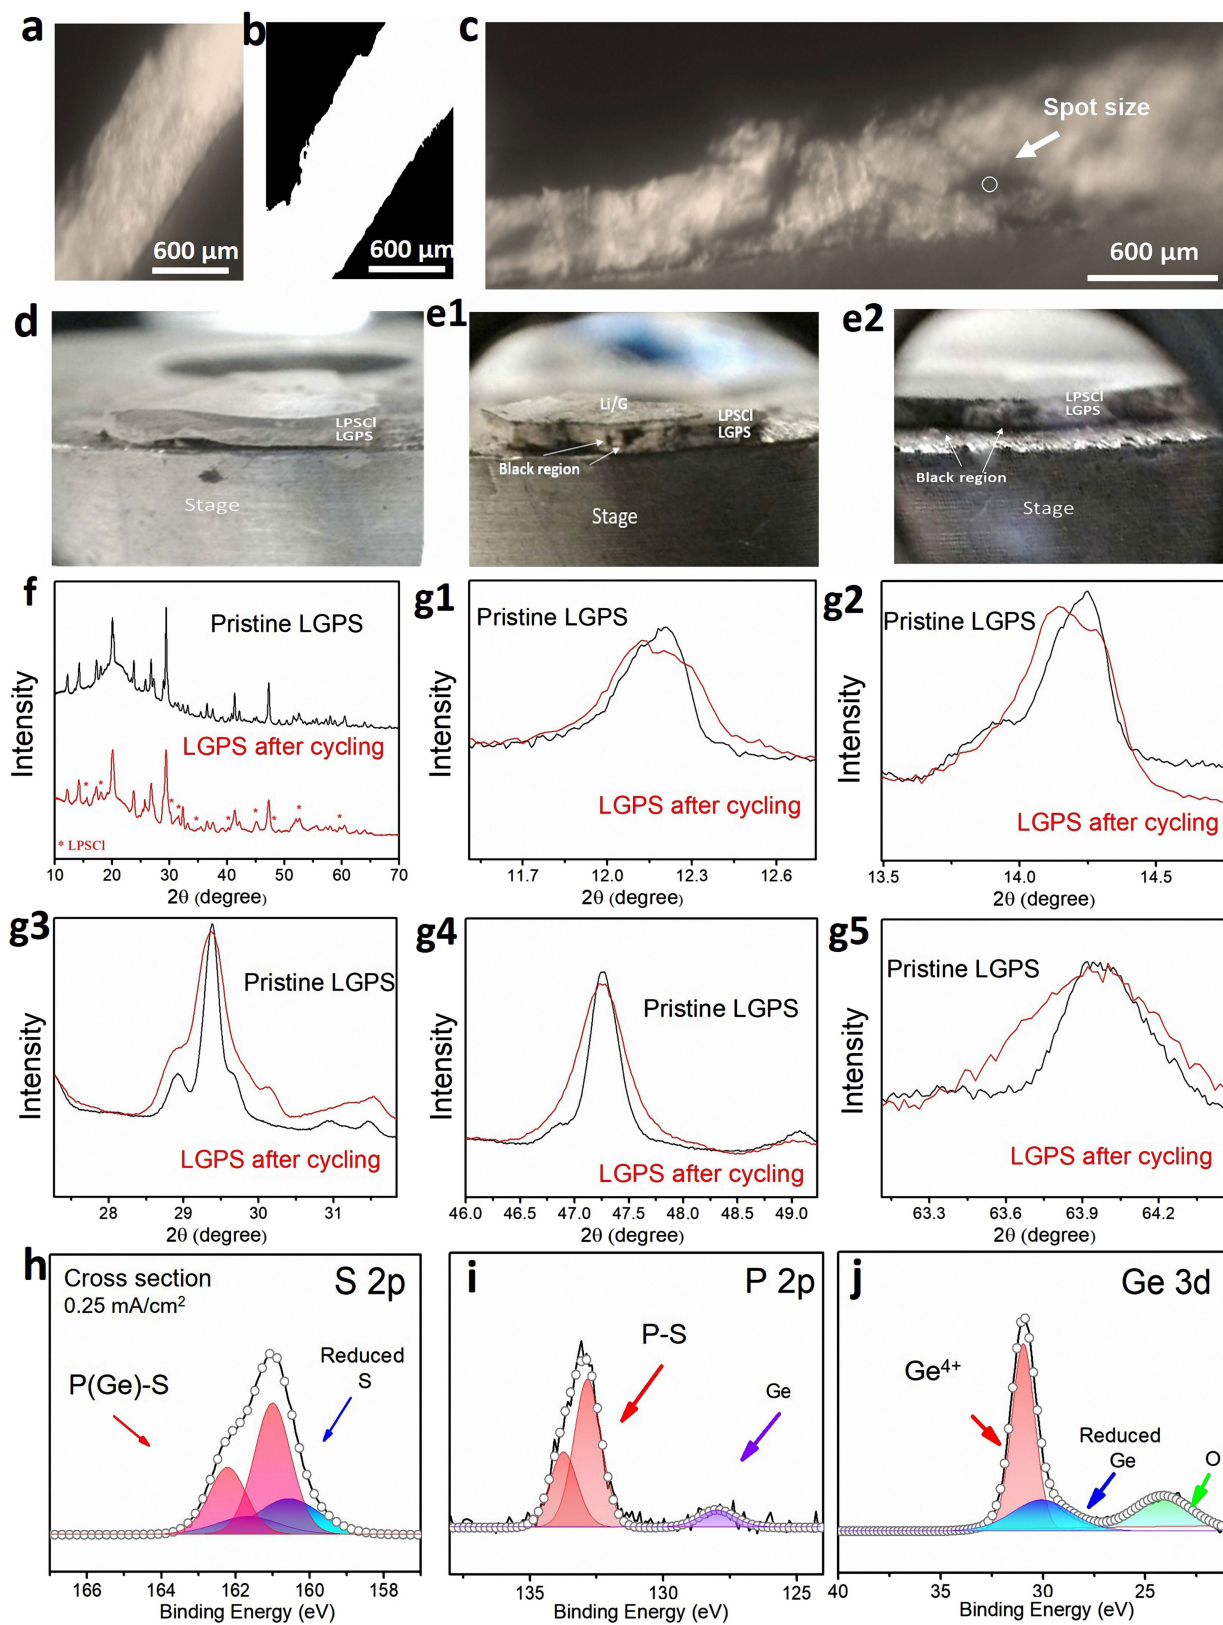 a
b
c
600 μm
600 μm
Spot size
600 μm
d
e1
e2
LPSCl
LGPS
Stage
Li/G
LPSCl
LGPS
Black region
Stage
LPSCl
LGPS
Black region
Stage
f
Pristine LGPS
LGPS after cycling
* * * * * * * * * *
* LPSCl
Intensity
10 20 30 40 50 60 70
2θ (degree)
g1
Pristine LGPS
LGPS after cycling
Intensity
11.7 12.0 12.3 12.6
2θ (degree)
g2
Pristine LGPS
LGPS after cycling
Intensity
13.5 14.0 14.5
2θ (degree)
g3
Pristine LGPS
LGPS after cycling
Intensity
28 29 30 31
2θ (degree)
g4
Pristine LGPS
LGPS after cycling
Intensity
46.0 46.5 47.0 47.5 48.0 48.5 49.0
2θ (degree)
g5
Pristine LGPS
LGPS after cycling
Intensity
63.3 63.6 63.9 64.2
2θ (degree)
h
Cross section
0.25 mA/cm²
S 2p
P(Ge)-S
Reduced
S
166 164 162 160 158
Binding Energy (eV)
i
P 2p
P-S
Ge
135 130 125
Binding Energy (eV)
j
Ge 3d
Ge⁴⁺
Reduced
Ge
O
40 35 30 25
Binding Energy (eV)